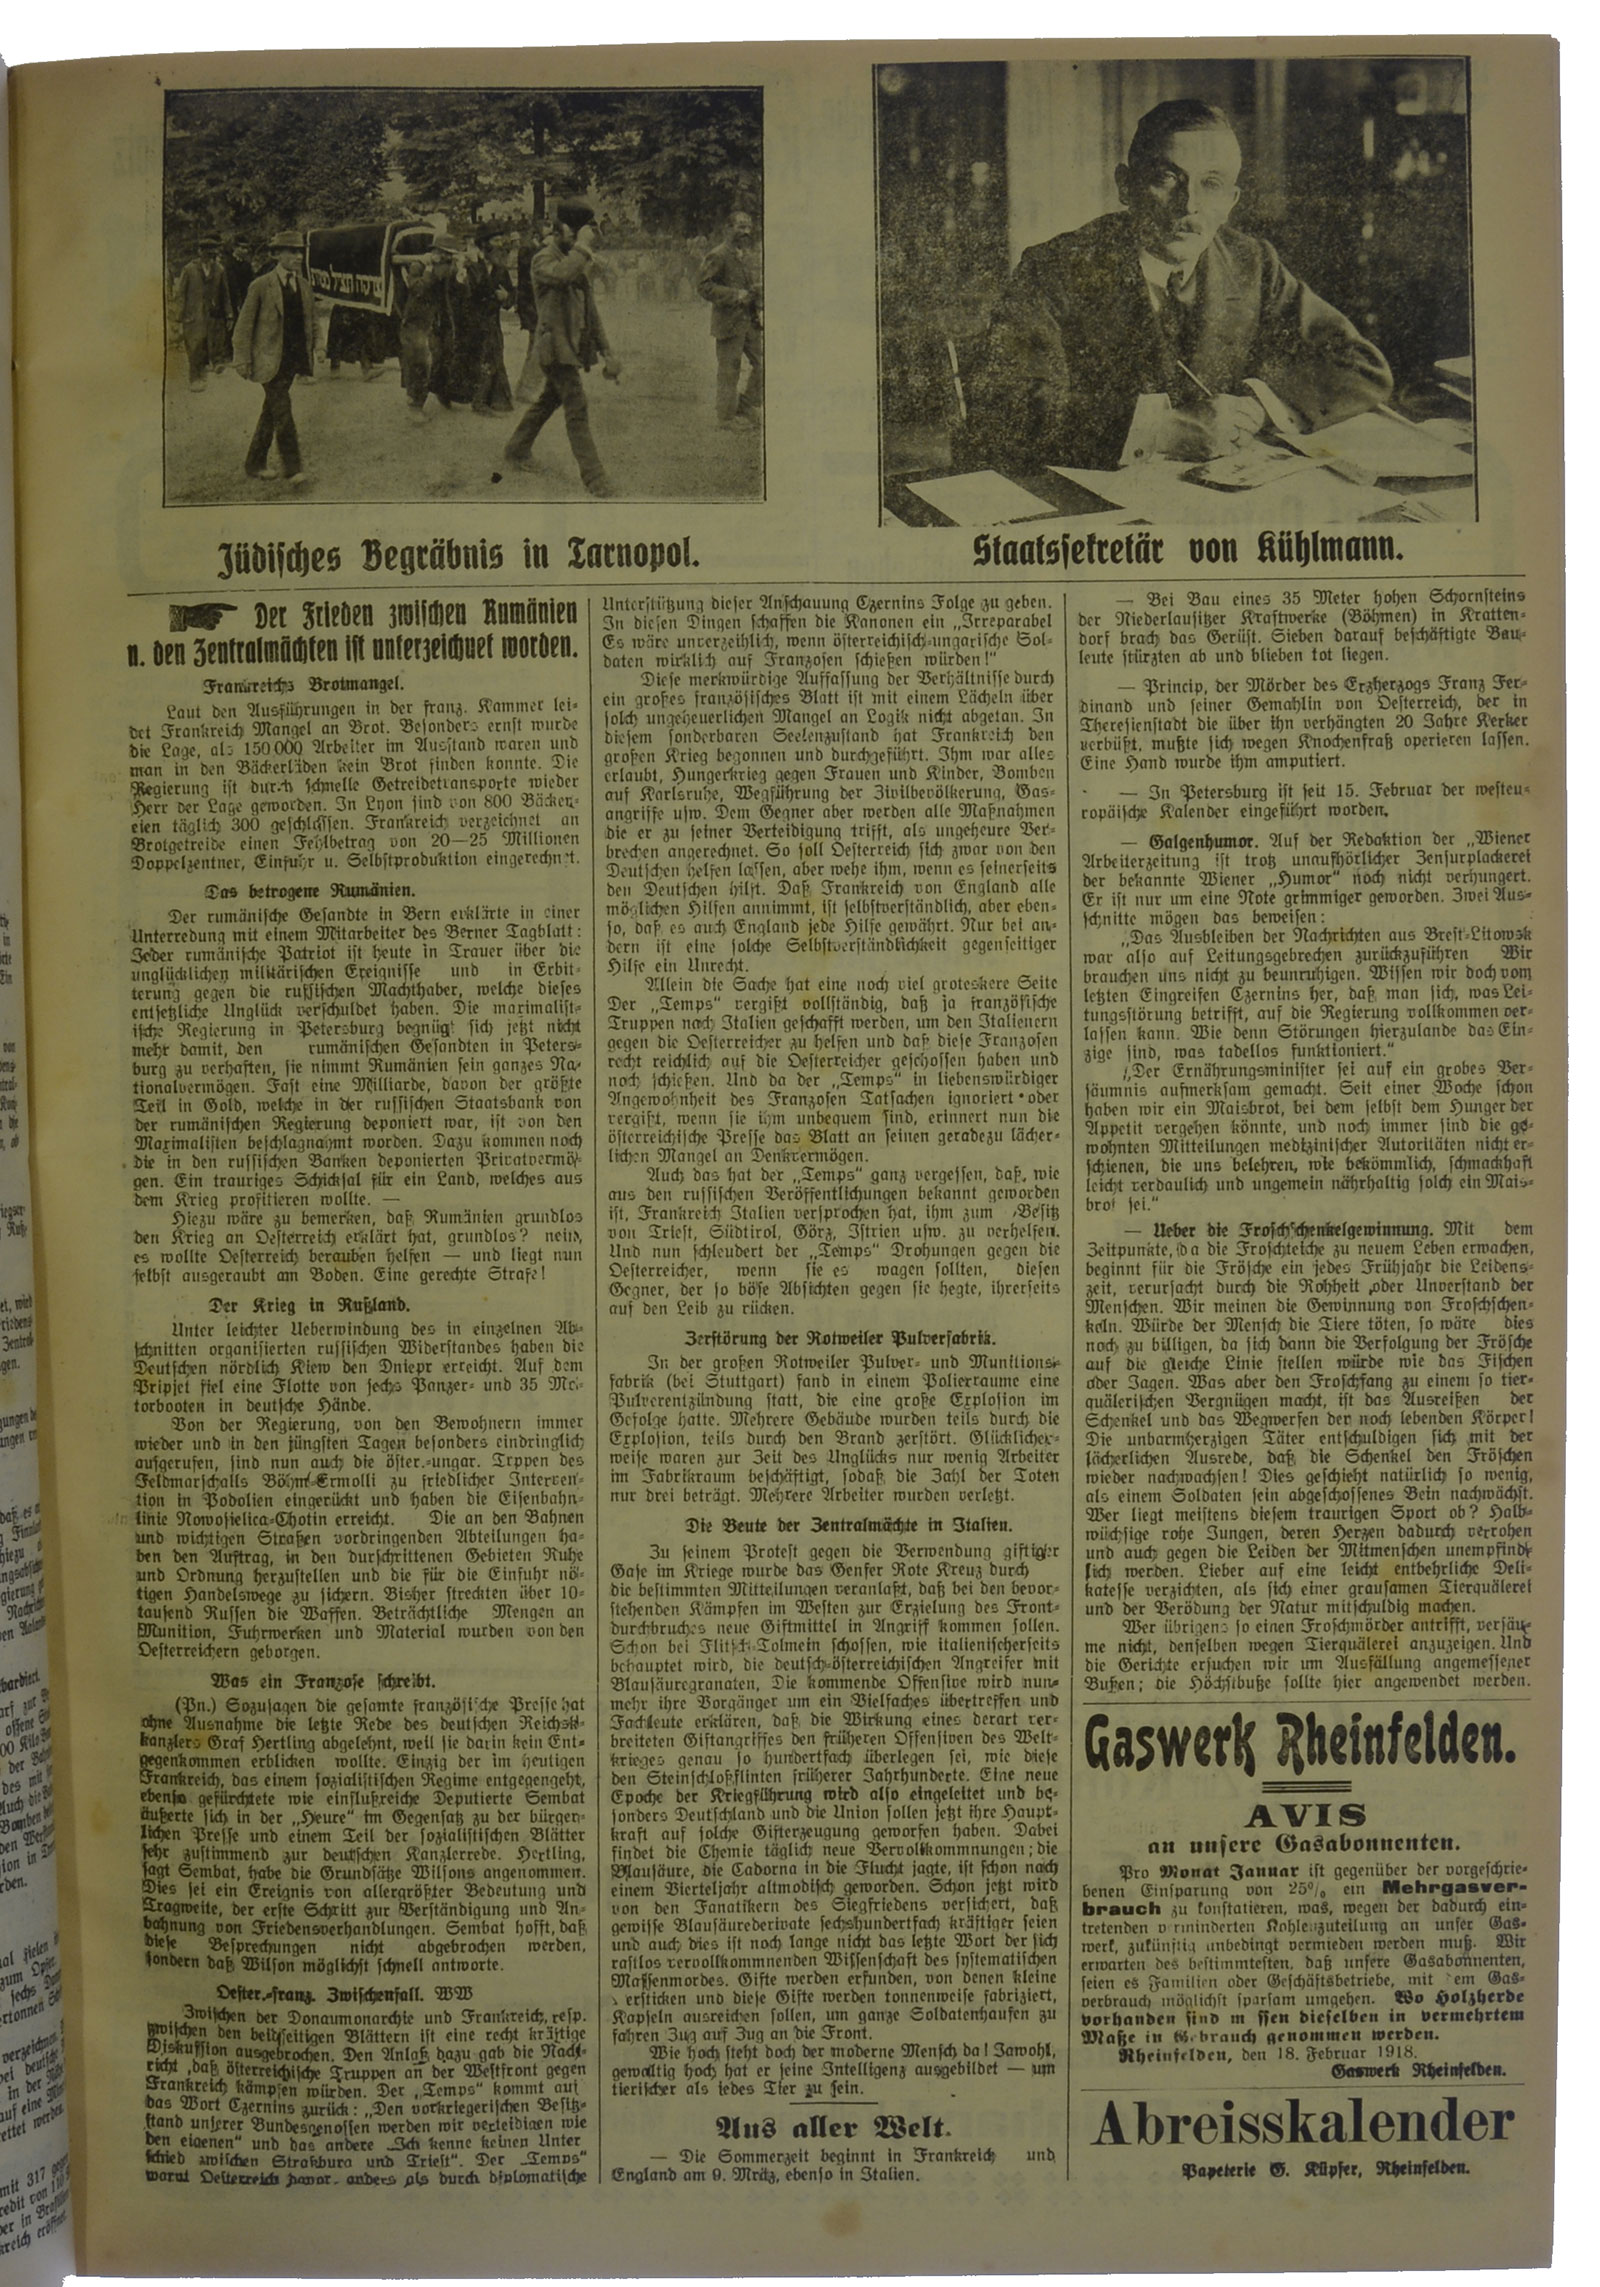 Jüdisches Begräbnis in Tarnopol.
Staatssekretär von Kühlmann.
Der Frieden zwischen Rumänien
u. den Zentralmächten ist unterzeichnet worden.
Frankreichs Brotmangel.
Laut den Ausführungen in der franz. Kammer lei-
det Frankreich Mangel an Brot. Besonders ernst wurde
die Lage, als 150000 Arbeiter im Ausstand waren und
man in den Bäckerläden kein Brot finden konnte. Die
Regierung ist durch schnelle Getreidetransporte wieder
Herr der Lage geworden. In Lyon sind von 800 Bäcker-
eien täglich 300 geschlossen. Frankreich verzeichnet an
Brotgetreide einen Fehlbetrag von 20—25 Millionen
Doppelzentner, Einfuhr u. Selbstproduktion eingerechnet.
Das betrogene Rumänien.
Der rumänische Gesandte in Bern erklärte in einer
Unterredung mit einem Mitarbeiter des Berner Tagblatt:
Jeder rumänische Patriot ist heute in Trauer über die
unglücklichen militärischen Ereignisse und in Erbit-
terung gegen die russischen Machthaber, welche dieses
entsetzliche Unglück verschuldet haben. Die maximalist-
ische Regierung in Petersburg begnügt sich jetzt nicht
mehr damit, den rumänischen Gesandten in Peters-
burg zu verhaften, sie nimmt Rumänien sein ganzes Na-
tionalvermögen. Fast eine Milliarde, davon der größte
Teil in Gold, welche in der russischen Staatsbank von
der rumänischen Regierung deponiert war, ist von den
Maximalisten beschlagnahmt worden. Dazu kommen noch
die in den russischen Banken deponierten Privatvermö-
gen. Ein trauriges Schicksal für ein Land, welches aus
dem Krieg profitieren wollte. —
Hiezu wäre zu bemerken, daß Rumänien grundlos
den Krieg an Oesterreich erklärt hat, grundlos? nein,
es wollte Oesterreich berauben helfen — und liegt nun
selbst ausgeraubt am Boden. Eine gerechte Strafe!
Der Krieg in Rußland.
Unter leichter Ueberwindung des in einzelnen Ab-
schnitten organisierten russischen Widerstandes haben die
Deutschen nördlich Kiew den Dniepr erreicht. Auf dem
Pripjet fiel eine Flotte von sechs Panzer- und 35 Mo-
torbooten in deutsche Hände.
Von der Regierung, von den Bewohnern immer
wieder und in den jüngsten Tagen besonders eindringlich
aufgerufen, sind nun auch die öster.-ungar. Trppen des
Feldmarschalls Böhm-Ermolli zu friedlicher Interven-
tion in Podolien eingerückt und haben die Eisenbahn-
linie Nowosielica-Chotin erreicht. Die an den Bahnen
und wichtigen Straßen vordringenden Abteilungen ha-
ben den Auftrag, in den durschrittenen Gebieten Ruhe
und Ordnung herzustellen und die für die Einfuhr nö-
tigen Handelswege zu sichern. Bisher streckten über 10-
tausend Russen die Waffen. Beträchtliche Mengen an
Munition, Fuhrwerken und Material wurden von den
Oesterreichern geborgen.
Was ein Franzose schreibt.
(Pn.) Sozusagen die gesamte französische Presse hat
ohne Ausnahme die letzte Rede des deutschen Reichs-
kanzlers Graf Hertling abgelehnt, weil sie darin kein Ent-
gegenkommen erblicken wollte. Einzig der im heutigen
Frankreich, das einem sozialistischen Regime entgegengeht,
ebenso gefürchtete wie einflußreiche Deputierte Sembat
äußerte sich in der „Heure“ im Gegensatz zu der bürger-
lichen Presse und einem Teil der sozialistischen Blätter
sehr zustimmend zur deutschen Kanzlerrede. Hertling,
sagt Sembat, habe die Grundsätze Wilsons angenommen.
Dies sei ein Ereignis von allergrößter Bedeutung und
Tragweite, der erste Schritt zur Verständigung und An-
bahnung von Friedensverhandlungen. Sembat hofft, daß
diese Besprechungen nicht abgebrochen werden,
sondern daß Wilson möglichst schnell antworte.
Oester.-franz. Zwischenfall. WW
Zwischen der Donaumonarchie und Frankreich, resp.
zwischen den beidseitigen Blättern ist eine recht kräftige
Diskussion ausgebrochen. Den Anlaß dazu gab die Nach-
richt, daß österreichische Truppen an der Westfront gegen
Frankreich kämpfen würden. Der „Temps“ kommt auf
das Wort Czernins zurück: „Den vorkriegerischen Besitz-
stand unserer Bundesgenossen werden wir verteidigen wie
den eigenen“ und das andere „Ich kenne keinen Unter
schied zwischen Straßburg und Triest“. Der „Temps“
warnt Oesterreich davor, anders als durch diplomatische
Unterstützung dieser Anschauung Czernins Folge zu geben.
In diesen Dingen schaffen die Kanonen ein „Irreparabel
Es wäre unverzeihlich, wenn österreichisch-ungarische Sol-
daten wirklich auf Franzosen schießen würden!“
Diese merkwürdige Auffassung der Verhältnisse durch
ein großes französisches Blatt ist mit einem Lächeln über
solch ungeheuerlichen Mangel an Logik nicht abgetan. In
diesem sonderbaren Seelenzustand hat Frankreich den
großen Krieg begonnen und durchgeführt. Ihm war alles
erlaubt, Hungerkrieg gegen Frauen und Kinder, Bomben
auf Karlsruhe, Wegführung der Zivilbevölkerung, Gas-
angriffe usw. Dem Gegner aber werden alle Maßnahmen
die er zu seiner Verteidigung trifft, als ungeheure Ver-
brechen angerechnet. So soll Oesterreich sich zwar von den
Deutschen helfen lassen, aber wehe ihm, wenn es seinerseits
den Deutschen hilft. Daß Frankreich von England alle
möglichen Hilfen annimmt, ist selbstverständlich, aber eben-
so, daß es auch England jede Hilfe gewährt. Nur bei an-
dern ist eine solche Selbstverständlichkeit gegenseitiger
Hilfe ein Unrecht.
Allein die Sache hat eine noch viel groteskere Seite
Der „Temps“ vergißt vollständig, daß ja französische
Truppen nach Italien geschafft werden, um den Italienern
gegen die Oesterreicher zu helfen und daß diese Franzosen
recht reichlich auf die Oesterreicher geschossen haben und
noch schießen. Und da der „Temps“ in liebenswürdiger
Angewohnheit des Franzosen Tatsachen ignoriert oder
vergißt, wenn sie ihm unbequem sind, erinnert nun die
österreichische Presse das Blatt an seinen geradezu lächer-
lichen Mangel an Denkvermögen.
Auch das hat der „Temps“ ganz vergessen, daß, wie
aus den russischen Veröffentlichungen bekannt geworden
ist, Frankreich Italien versprochen hat, ihm zum Besitz
von Triest, Südtirol, Görz, Istrien usw. zu verhelfen.
Und nun schleudert der „Temps“ Drohungen gegen die
Oesterreicher, wenn sie es wagen sollten, diesen
Gegner, der so böse Absichten gegen sie hegte, ihrerseits
auf den Leib zu rücken.
Zerstörung der Rotweiler Pulverfabrik.
In der großen Rotweiler Pulver- und Munitions-
fabrik (bei Stuttgart) fand in einem Polierraume eine
Pulverentzündung statt, die eine große Explosion im
Gefolge hatte. Mehrere Gebäude wurden teils durch die
Explosion, teils durch den Brand zerstört. Glücklicher-
weise waren zur Zeit des Unglücks nur wenig Arbeiter
im Fabrikraum beschäftigt, sodaß die Zahl der Toten
nur drei beträgt. Mehrere Arbeiter wurden verletzt.
Die Beute der Zentralmächte in Italien.
Zu seinem Protest gegen die Verwendung giftiger
Gase im Kriege wurde das Genfer Rote Kreuz durch
die bestimmten Mitteilungen veranlaßt, daß bei den bevor-
stehenden Kämpfen im Westen zur Erzielung des Front-
durchbruches neue Giftmittel in Angriff kommen sollen.
Schon bei Flitsch-Tolmein schossen, wie italienischerseits
behauptet wird, die deutsch-österreichischen Angreifer mit
Blausäuregranaten. Die kommende Offensive wird nun-
mehr ihre Vorgänger um ein Vielfaches übertreffen und
Fachleute erklären, daß die Wirkung eines derart ver-
breiteten Giftangriffes den früheren Offensiven des Welt-
krieges genau so hundertfach überlegen sei, wie diese
den Steinschloßflinten früherer Jahrhunderte. Eine neue
Epoche der Kriegführung wird also eingeleitet und be-
sonders Deutschland und die Union sollen jetzt ihre Haupt-
kraft auf solche Gifterzeugung geworfen haben. Dabei
findet die Chemie täglich neue Vervollkommnungen; die
Blausäure, die Cadorna in die Flucht jagte, ist schon nach
einem Vierteljahr altmodisch geworden. Schon jetzt wird
von den Fanatikern des Siegfriedens versichert, daß
gewisse Blausäurederivate sechshundertfach kräftiger seien
und auch dies ist noch lange nicht das letzte Wort der sich
rastlos vervollkommnenden Wissenschaft des systematischen
Massenmordes. Gifte werden erfunden, von denen kleine
ersticken und diese Gifte werden tonnenweise fabriziert,
Kapseln ausreichen sollen, um ganze Soldatenhaufen zu
fahren Zug auf Zug an die Front.
Wie hoch steht doch der moderne Mensch da! Jawohl,
gewaltig hoch hat er seine Intelligenz ausgebildet — um
tierischer als jedes Tier zu sein.
Aus aller Welt.
— Die Sommerzeit beginnt in Frankreich und
England am 9. März, ebenso in Italien.
— Bei Bau eines 35 Meter hohen Schornsteins
der Niederlausitzer Kraftwerke (Böhmen) in Kratten-
dorf brach das Gerüst. Sieben darauf beschäftigte Bau-
leute stürzten ab und blieben tot liegen.
— Princip, der Mörder des Erzherzogs Franz Fer-
dinand und seiner Gemahlin von Oesterreich, der in
Theresienstadt die über ihn verhängten 20 Jahre Kerker
verbüßt, mußte sich wegen Knochenfraß operieren lassen.
Eine Hand wurde ihm amputiert.
— In Petersburg ist seit 15. Februar der westeu-
ropäische Kalender eingeführt worden.
— Galgenhumor. Auf der Redaktion der „Wiener
Arbeiterzeitung ist trotz unaufhörlicher Zensurplackerei
der bekannte Wiener „Humor“ noch nicht verhungert.
Er ist nur um eine Note grimmiger geworden. Zwei Aus-
schnitte mögen das beweisen:
„Das Ausbleiben der Nachrichten aus Brest-Litowsk
war also auf Leitungsgebrechen zurückzuführen Wir
brauchen uns nicht zu beunruhigen. Wissen wir doch vom
letzten Eingreifen Czernins her, daß man sich, was Lei-
tungsstörung betrifft, auf die Regierung vollkommen ver-
lassen kann. Wie denn Störungen hierzulande das Ein-
zige sind, was tadellos funktioniert.“
„Der Ernährungsminister sei auf ein grobes Ver-
säumnis aufmerksam gemacht. Seit einer Woche schon
haben wir ein Maisbrot, bei dem selbst dem Hunger der
Appetit vergehen könnte, und noch immer sind die ge-
wohnten Mitteilungen medizinischer Autoritäten nicht er-
schienen, die uns belehren, wie bekömmlich, schmackhaft
leicht verdaulich und ungemein nährhaltig solch ein Mais-
brot sei.“
— Ueber die Froschschenkelgewinnung. Mit dem
Zeitpunkte, da die Froschteiche zu neuem Leben erwachen,
beginnt für die Frösche ein jedes Frühjahr die Leidens-
zeit, verursacht durch die Rohheit oder Unverstand der
Menschen. Wir meinen die Gewinnung von Froschschen-
keln. Würde der Mensch die Tiere töten, so wäre dies
noch zu billigen, da sich dann die Verfolgung der Frösche
auf die gleiche Linie stellen würde wie das Fischen
oder Jagen. Was aber den Froschfang zu einem so tier-
quälerischen Vergnügen macht, ist das Ausreißen der
Schenkel und das Wegwerfen der noch lebenden Körper!
Die unbarmherzigen Täter entschuldigen sich mit der
lächerlichen Ausrede, daß die Schenkel den Fröschen
wieder nachwachsen! Dies geschieht natürlich so wenig,
als einem Soldaten sein abgeschossenes Bein nachwächst.
Wer liegt meistens diesem traurigen Sport ob? Halb-
wüchsige rohe Jungen, deren Herzen dadurch verrohen
und auch gegen die Leiden der Mitmenschen unempfind-
lich werden. Lieber auf eine leicht entbehrliche Deli-
katesse verzichten, als sich einer grausamen Tierquälerei
und der Verödung der Natur mitschuldig machen.
Wer übrigens so einen Froschmörder antrifft, versäu-
me nicht, denselben wegen Tierquälerei anzuzeigen. Und
die Gerichte ersuchen wir um Ausfällung angemessener
Bußen; die Höchstbuße sollte hier angewendet werden.
Gaswerk Rheinfelden.
AVIS
an unsere Gasabonnenten.
Pro Monat Januar ist gegenüber der vorgeschrie-
benen Einsparung von 25% ein Mehrgasver-
brauch zu konstatieren, was, wegen der dadurch ein-
tretenden verminderten Kohlenzuteilung an unser Gas-
werk, zukünftig unbedingt vermieden werden muß. Wir
erwarten des bestimmtesten, daß unsere Gasabonnenten,
seien es Familien oder Geschäftsbetriebe, mit dem Gas-
verbrauch möglichst sparsam umgehen. Wo Holzherde
vorhanden sind müssen dieselben in vermehrtem
Maße in Gebrauch genommen werden.
Rheinfelden, den 18. Februar 1918.
Gaswerk Rheinfelden.
Abreisskalender
Papeterie G. Küpfer, Rheinfelden.